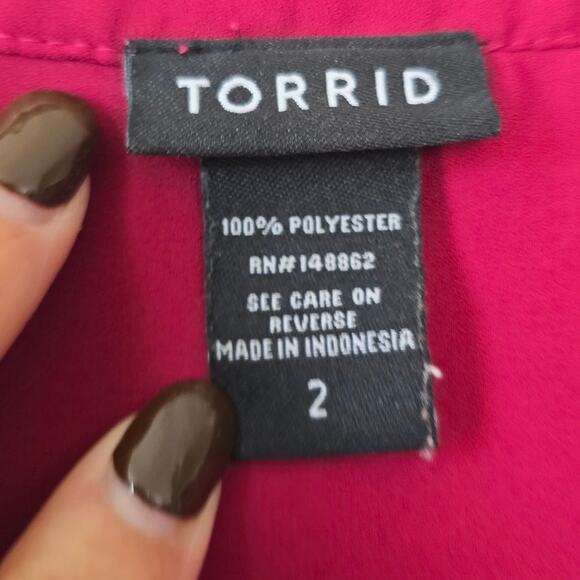 TORRID
100% POLYESTER
RN#148862
SEE CARE ON
REVERSE
MADE IN INDONESIA
2